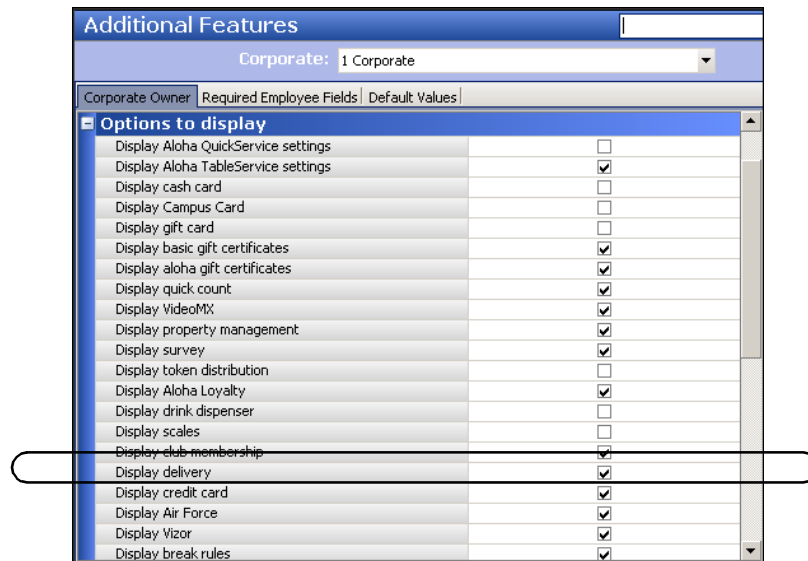 Additional Features
Corporate: 1 Corporate
Corporate Owner Required Employee Fields Default Values
Options to display
Display Aloha QuickService settings
Display Aloha TableService settings
Display cash card
Display Campus Card
Display gift card
Display basic gift certificates
Display aloha gift certificates
Display quick count
Display VideoMX
Display property management
Display survey
Display token distribution
Display Aloha Loyalty
Display drink dispenser
Display scales
Display club membership
Display delivery
Display credit card
Display Air Force
Display Vizor
Display break rules